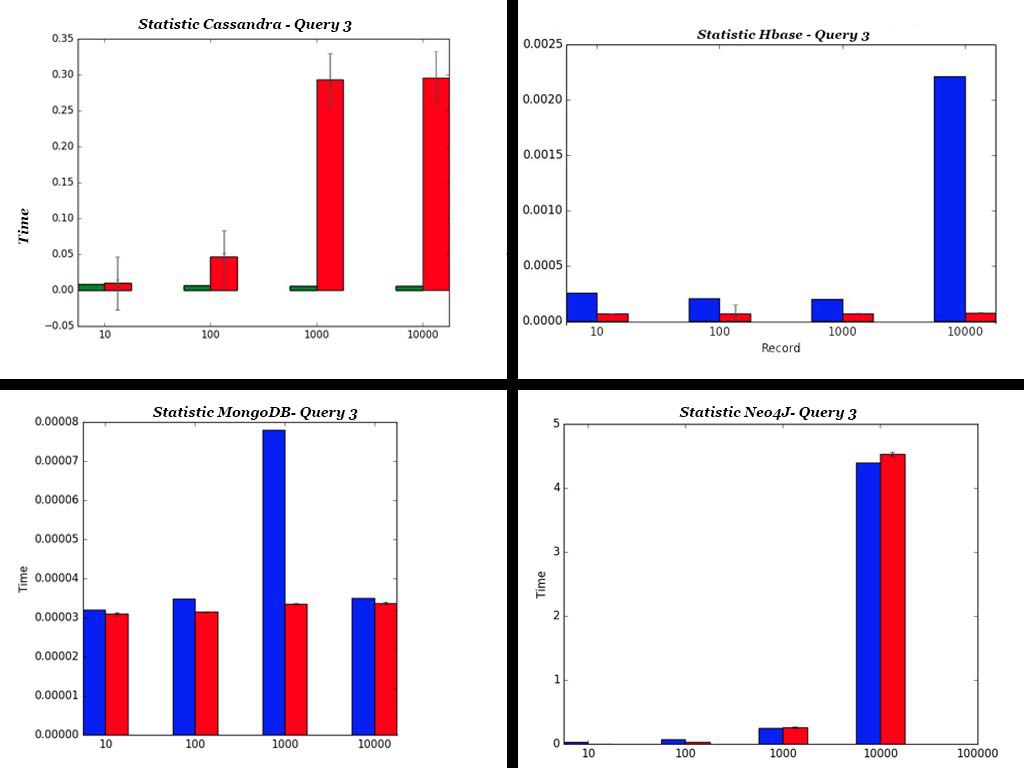 Statistic Cassandra - Query 3
0.35
0.30
0.25
0.20
0.15
0.10
0.05
0.00
−0.05
Time
10 100 1000 10000
Statistic Hbase - Query 3
0.0025
0.0020
0.0015
0.0010
0.0005
0.0000
10 100 1000 10000
Record
Statistic MongoDB- Query 3
0.00008
0.00007
0.00006
0.00005
0.00004
0.00003
0.00002
0.00001
0.00000
Time
10 100 1000 10000
Statistic Neo4J- Query 3
5
4
3
2
1
0
Time
10 100 1000 10000 100000